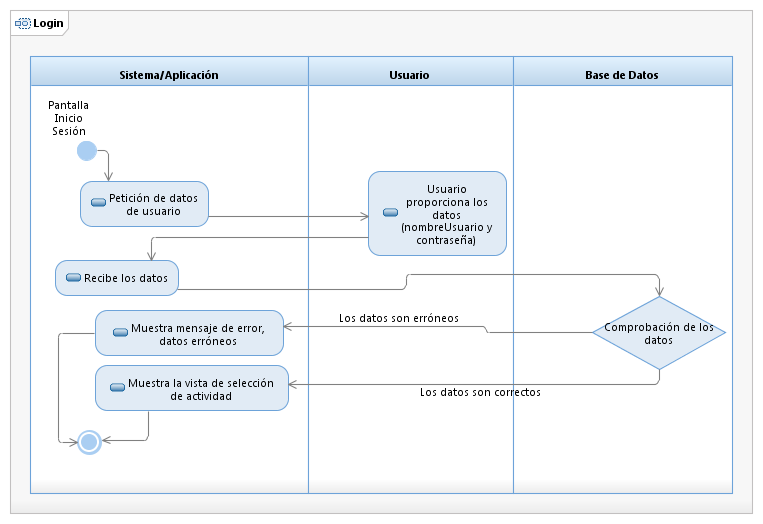 Login
Sistema/Aplicación
Usuario
Base de Datos
Pantalla
Inicio
Sesión
Petición de datos
de usuario
Usuario
proporciona los
datos
(nombreUsuario y
contraseña)
Recibe los datos
Los datos son erróneos
Comprobación de los
datos
Muestra mensaje de error,
datos erróneos
Muestra la vista de selección
de actividad
Los datos son correctos